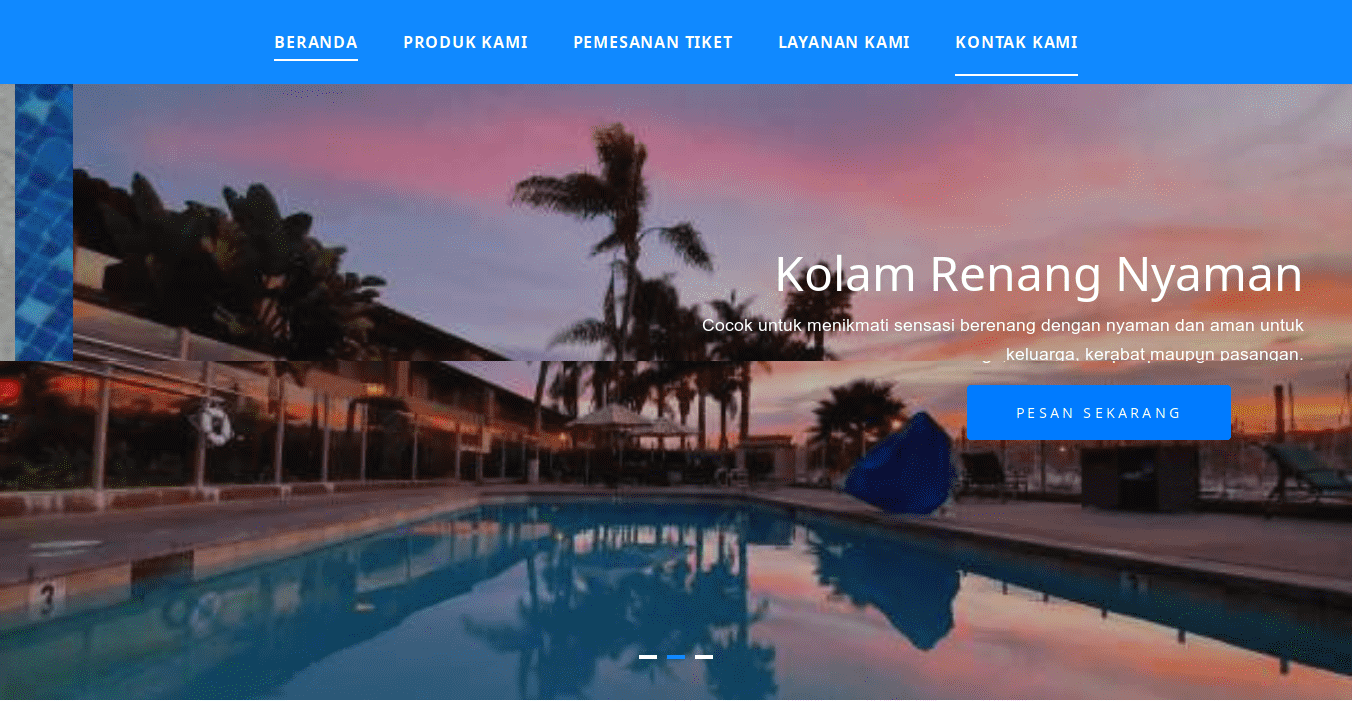 BERANDA PRODUK KAMI PEMESANAN TIKET LAYANAN KAMI KONTAK KAMI
Kolam Renang Nyaman
Cocok untuk menikmati sensasi berenang dengan nyaman dan aman untuk
keluarga, kerabat maupun pasangan.
PESAN SEKARANG
3